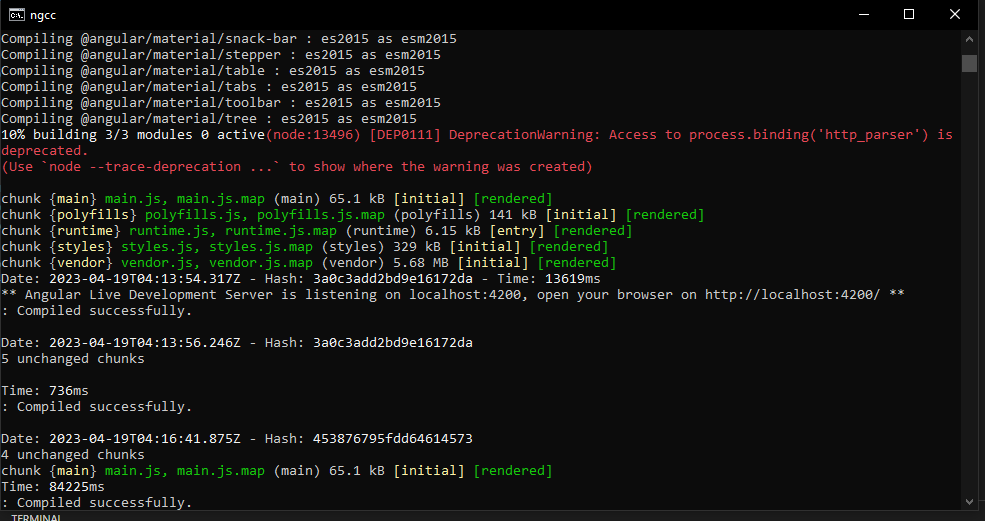 ngcc
Compiling @angular/material/snack-bar : es2015 as esm2015
Compiling @angular/material/stepper : es2015 as esm2015
Compiling @angular/material/table : es2015 as esm2015
Compiling @angular/material/tabs : es2015 as esm2015
Compiling @angular/material/toolbar : es2015 as esm2015
Compiling @angular/material/tree : es2015 as esm2015
10% building 3/3 modules 0 active(node:13496) [DEP0111] DeprecationWarning: Access to process.binding('http_parser') is
deprecated.
(Use `node --trace-deprecation ...` to show where the warning was created)
chunk {main} main.js, main.js.map (main) 65.1 kB [initial] [rendered]
chunk {polyfills} polyfills.js, polyfills.js.map (polyfills) 141 kB [initial] [rendered]
chunk {runtime} runtime.js, runtime.js.map (runtime) 6.15 kB [entry] [rendered]
chunk {styles} styles.js, styles.js.map (styles) 329 kB [initial] [rendered]
chunk {vendor} vendor.js, vendor.js.map (vendor) 5.68 MB [initial] [rendered]
Date: 2023-04-19T04:13:54.317Z - Hash: 3a0c3add2bd9e16172da - Time: 13619ms
** Angular Live Development Server is listening on localhost:4200, open your browser on http://localhost:4200/ **
: Compiled successfully.
Date: 2023-04-19T04:13:56.246Z - Hash: 3a0c3add2bd9e16172da
5 unchanged chunks
Time: 736ms
: Compiled successfully.
Date: 2023-04-19T04:16:41.875Z - Hash: 453876795fdd64614573
4 unchanged chunks
chunk {main} main.js, main.js.map (main) 65.1 kB [initial] [rendered]
Time: 84225ms
: Compiled successfully.
TERMINAL